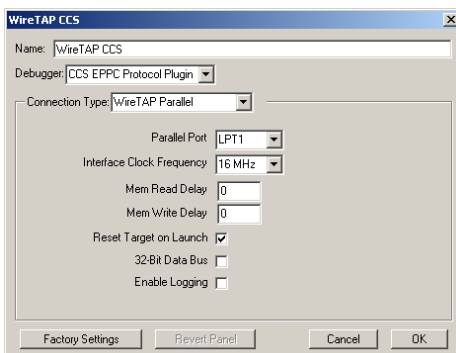 WireTAP CCS
Name: WireTAP CCS
Debugger: CCS EPPC Protocol Plugin
Connection Type: WireTAP Parallel
Parallel Port LPT1
Interface Clock Frequency 16 MHz
Mem Read Delay 0
Mem Write Delay 0
Reset Target on Launch
32-Bit Data Bus
Enable Logging
Factory Settings Revert Panel Cancel OK